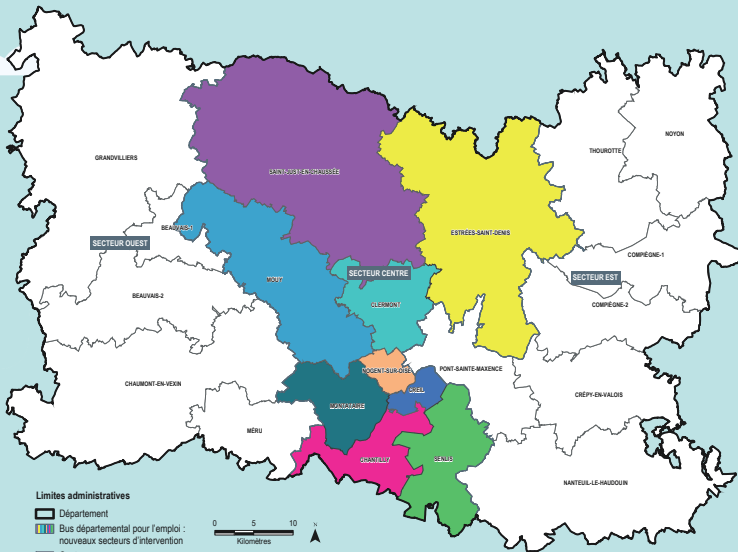 NOYON
THOUROTTE
GRANDVILLIERS
SAINT-JUST-EN-CHAUSSÉE
BEAUVAIS-1
ESTRÉES-SAINT-DENIS
SECTEUR OUEST
COMPIÈGNE-1
SECTEUR CENTRE
SECTEUR EST
MOUY
BEAUVAIS-2
CLERMONT
COMPIÈGNE-2
NOGENT-SUR-OISE
PONT-SAINTE-MAXENCE
CHAUMONT-EN-VEXIN
CREIL
CRÉPY-EN-VALOIS
MONTATAIRE
MÉRU
CHANTILLY
SENLIS
NANTEUIL-LE-HAUDOUIN
Limites administratives
Département
Bus départemental pour l'emploi :
nouveaux secteurs d'intervention
0 5 10
Kilomètres
N